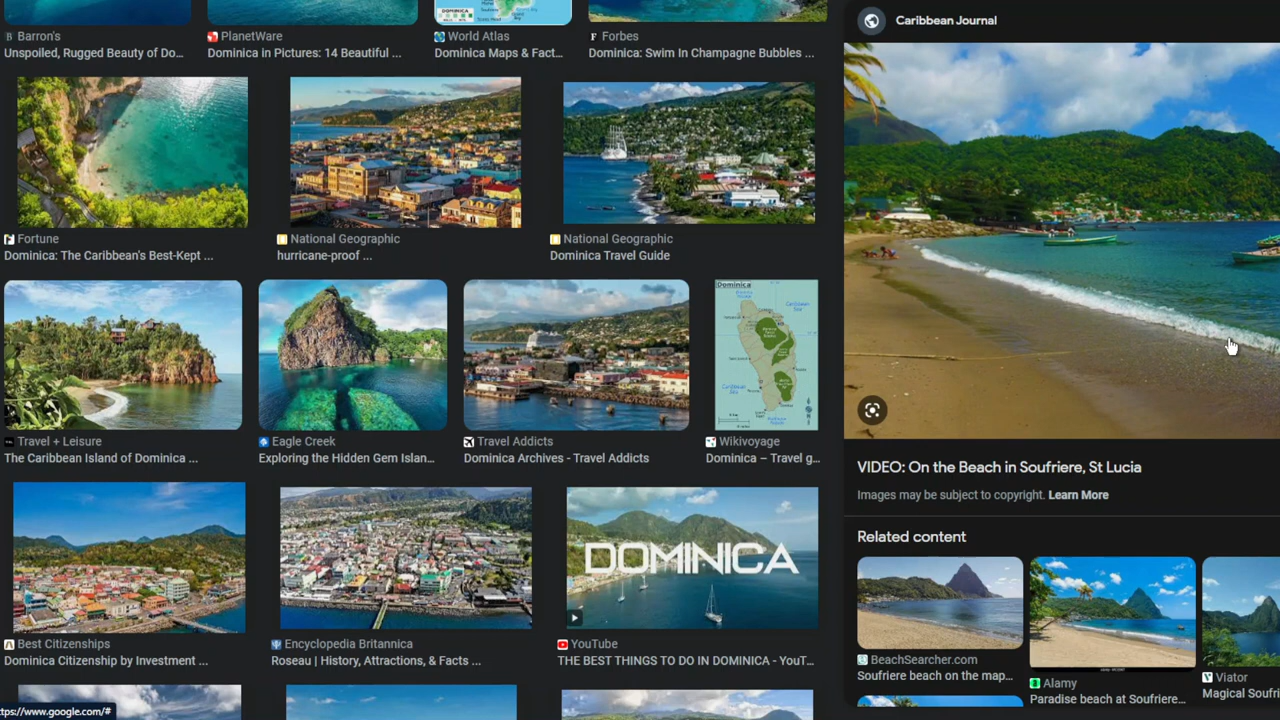 DOMINICA
Barron's
Unspoiled, Rugged Beauty of Do...
PlanetWare
Dominica in Pictures: 14 Beautiful ...
World Atlas
Dominica Maps & Fact...
F Forbes
Dominica: Swim In Champagne Bubbles ...
Caribbean Journal
Fortune
Dominica: The Caribbean's Best-Kept ...
National Geographic
hurricane-proof ...
National Geographic
Dominica Travel Guide
Dominica
Travel + Leisure
The Caribbean Island of Dominica ...
Eagle Creek
Exploring the Hidden Gem Islan...
Travel Addicts
Dominica Archives - Travel Addicts
Wikivoyage
Dominica – Travel g...
VIDEO: On the Beach in Soufriere, St Lucia
Images may be subject to copyright. Learn More
Related content
DOMINICA
Best Citizenships
Dominica Citizenship by Investment ...
Encyclopedia Britannica
Roseau | History, Attractions, & Facts ...
YouTube
THE BEST THINGS TO DO IN DOMINICA - YouT...
BeachSearcher.com
Soufriere beach on the map...
Alamy
Paradise beach at Soufriere...
Viator
Magical Soufri
ttps://www.google.com/#